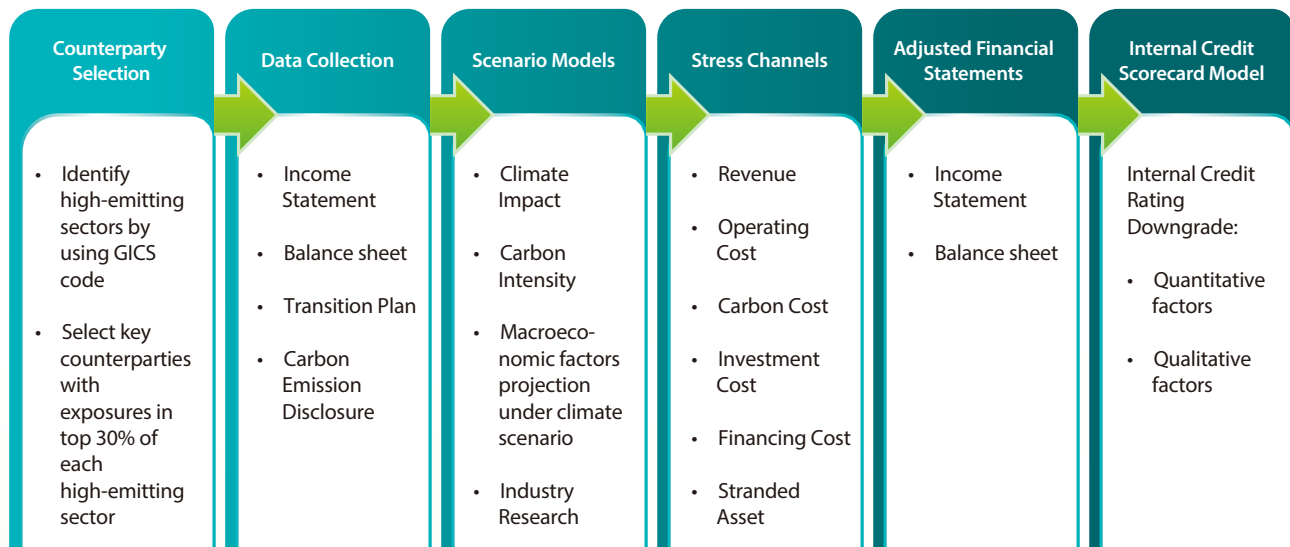 Counterparty
Selection
Data Collection
Scenario Models
Stress Channels
Adjusted Financial
Statements
Internal Credit
Scorecard Model
• Identify
high-emitting
sectors by
using GICS
code
• Select key
counterparties
with
exposures in
top 30% of
each
high-emitting
sector
• Income
Statement
• Balance sheet
• Transition Plan
• Carbon
Emission
Disclosure
• Climate
Impact
• Carbon
Intensity
• Macroeco-
nomic factors
projection
under climate
scenario
• Industry
Research
• Revenue
• Operating
Cost
• Carbon Cost
• Investment
Cost
• Financing Cost
• Stranded
Asset
• Income
Statement
• Balance sheet
Internal Credit
Rating
Downgrade:
• Quantitative
factors
• Qualitative
factors